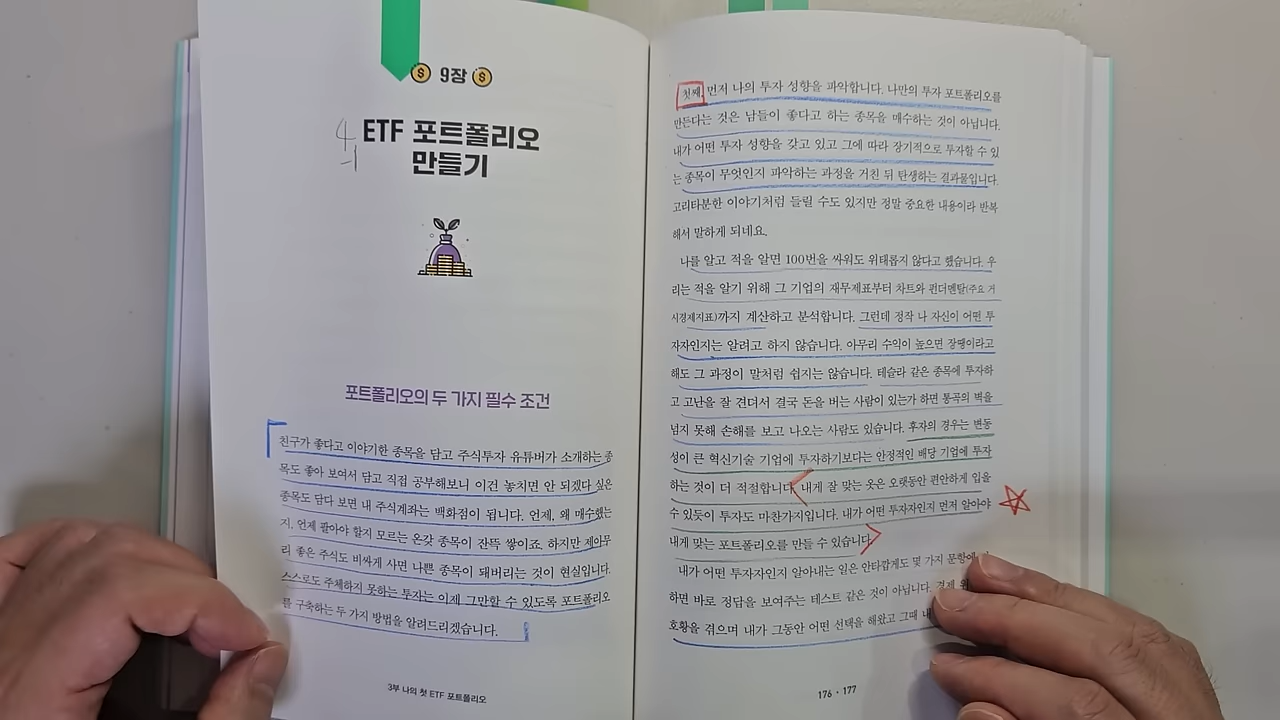 9장
4-1
ETF 포트폴리오
만들기
포트폴리오의 두 가지 필수 조건
친구가 좋다고 이야기한 종목을 담고 주식투자 유튜버가 소개하는 종
목도 좋아 보여서 담고 직접 공부해보니 이건 놓치면 안 되겠다 싶은
종목도 담다 보면 내 주식계좌는 백화점이 됩니다. 언제, 왜 매수했는
지, 언제 팔아야 할지 모르는 온갖 종목이 잔뜩 쌓이죠. 하지만 제아무
리 좋은 주식도 비싸게 사면 나쁜 종목이 돼버리는 것이 현실입니다.
스스로도 주체하지 못하는 투자는 이제 그만할 수 있도록 포트폴리오
를 구축하는 두 가지 방법을 알려드리겠습니다.
3부 나의 첫 ETF 포트폴리오
첫째, 먼저 나의 투자 성향을 파악합니다. 나만의 투자 포트폴리오를
만든다는 것은 남들이 좋다고 하는 종목을 매수하는 것이 아닙니다.
내가 어떤 투자 성향을 갖고 있고 그에 따라 장기적으로 투자할 수 있
는 종목이 무엇인지 파악하는 과정을 거친 뒤 탄생하는 결과물입니다.
고리타분한 이야기처럼 들릴 수도 있지만 정말 중요한 내용이라 반복
해서 말하게 되네요.
나를 알고 적을 알면 100번을 싸워도 위태롭지 않다고 했습니다. 우
리는 적을 알기 위해 그 기업의 재무제표부터 차트와 펀더멘탈(주요 거
시경제지표)까지 계산하고 분석합니다. 그런데 정작 나 자신이 어떤 투
자자인지는 알려고 하지 않습니다. 아무리 수익이 높으면 장땡이라고
해도 그 과정이 말처럼 쉽지는 않습니다. 테슬라 같은 종목에 투자하
고 고난을 잘 견뎌서 결국 돈을 버는 사람이 있는가 하면 통곡의 벽을
넘지 못해 손해를 보고 나오는 사람도 있습니다. 후자의 경우는 변동
성이 큰 혁신기술 기업에 투자하기보다는 안정적인 배당 기업에 투자
하는 것이 더 적절합니다. 내게 잘 맞는 옷은 오랫동안 편안하게 입을
수 있듯이 투자도 마찬가지입니다. 내가 어떤 투자자인지 먼저 알아야
내게 맞는 포트폴리오를 만들 수 있습니다.
내가 어떤 투자자인지 알아내는 일은 안타깝게도 몇 가지 문항에
하면 바로 정답을 보여주는 테스트 같은 것이 아닙니다. 경제
호황을 겪으며 내가 그동안 어떤 선택을 해왔고 그때
176 · 177